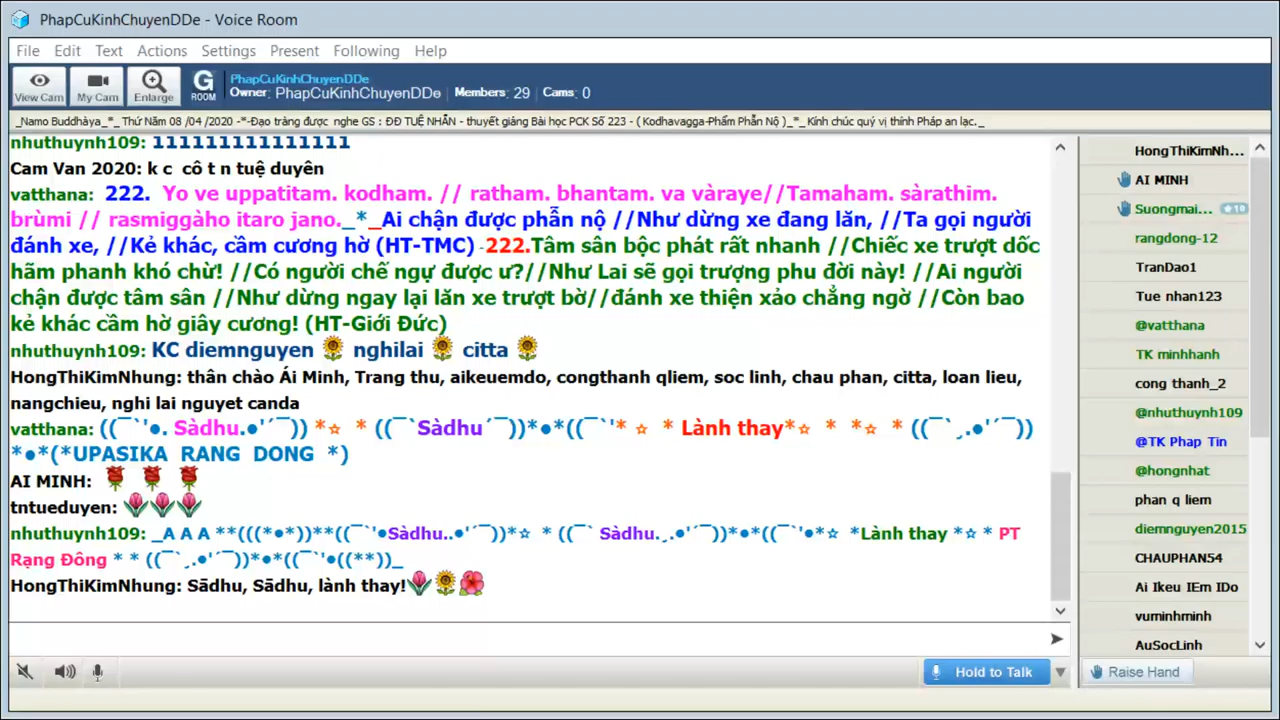 PhapCuKinhChuyenDDe - Voice Room
File Edit Text Actions Settings Present Following Help
View Cam
My Cam
Enlarge
G ROOM
PhapCuKinhChuyenDDe
Owner: PhapCuKinhChuyenDDe Members: 29 Cams: 0
_Namo Buddhàya_*_ Thứ Năm 08 /04 /2020 -*-Đạo tràng được nghe GS : ĐĐ TUỆ NHẪN - thuyết giảng Bài học PCK Số 223 - ( Kodhavagga-Phẩm Phẫn Nộ )_*_ Kính chúc quý vị thính Pháp an lạc._
nhuthuynh109: 1111111111111111
Cam Van 2020: k c cô t n tuệ duyên
vatthana: 222. Yo ve uppatitam. kodham. // ratham. bhantam. va vàraye//Tamaham. sàrathim.
brùmi // rasmiggàho itaro jano._*_Ai chận được phẫn nộ //Như dừng xe đang lăn, //Ta gọi người
đánh xe, //Kẻ khác, cầm cương hờ (HT-TMC) -222.Tâm sân bộc phát rất nhanh //Chiếc xe trượt dốc
hãm phanh khó chừ! //Có người chế ngự được ư?//Như Lai sẽ gọi trượng phu đời này! //Ai người
chận được tâm sân //Như dừng ngay lại lăn xe trượt bờ//đánh xe thiện xảo chẳng ngờ //Còn bao
kẻ khác cầm hờ giây cương! (HT-Giới Đức)
nhuthuynh109: KC diemnguyen 🌻 nghilai 🌻 citta 🌻
HongThiKimNhung: thân chào Ái Minh, Trang thu, aikeuemdo, congthanh qliem, soc linh, chau phan, citta, loan lieu,
nangchieu, nghi lai nguyet canda
vatthana: ((¯`'●. Sàdhu.●'´¯)) *☆ * ((¯`Sàdhu´¯))*●*((¯`'* ☆ * Lành thay*☆ * *☆ * ((¯`¸.●'´¯))
*●*(*UPASIKA RANG DONG *)
AI MINH: 🌹 🌹 🌹
tntueduyen: 🌷🌷🌷
nhuthuynh109: _A A A **(((*●*))**((¯`'●Sàdhu..●'´¯))*☆ * ((¯` Sàdhu.¸.●'´¯))*●*((¯`'●*☆ *Lành thay *☆ * PT
Rạng Đông * * ((¯`¸.●'´¯))*●*((¯`'●((**))_
HongThiKimNhung: Sādhu, Sādhu, lành thay!🌷🌻🌺
Hold to Talk
HongThiKimNh...
AI MINH
Suongmai... ★10
rangdong-12
TranDao1
Tue nhan123
@vatthana
TK minhhanh
cong thanh_2
@nhuthuynh109
@TK Phap Tin
@hongnhat
phan q liem
diemnguyen2015
CHAUPHAN54
Ai Ikeu IEm IDo
vuminhminh
AuSocLinh
Raise Hand